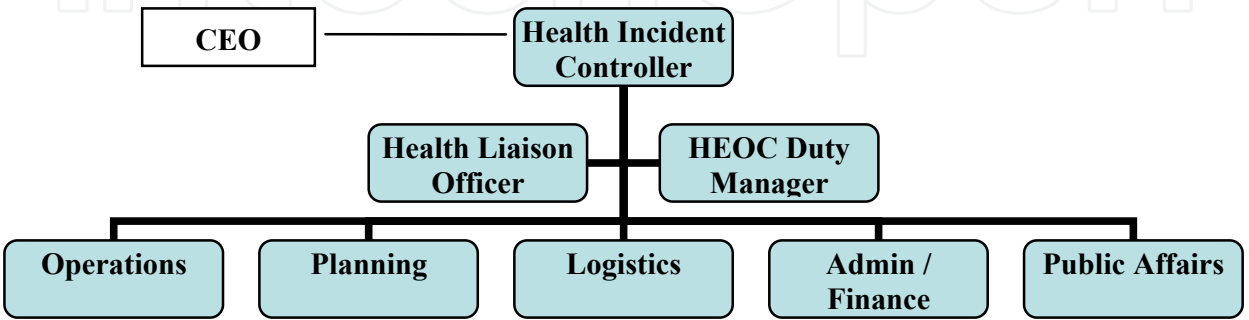 CEO
Health Incident
Controller
Health Liaison
Officer
HEOC Duty
Manager
Operations
Planning
Logistics
Admin /
Finance
Public Affairs